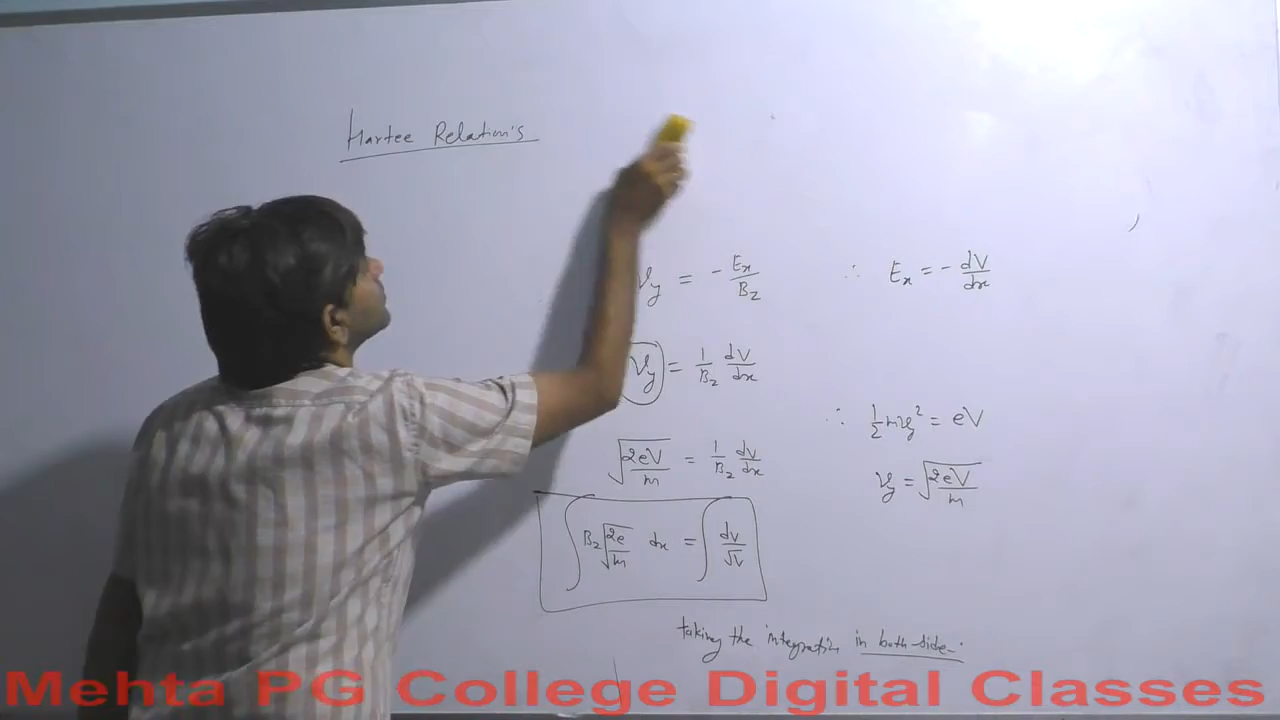 Hartee Relation's
Vy = - Ex/Bz ∴ Ex = - dV/dx
Vy = 1/Bz dV/dx
∴ 1/2 mvy² = eV
√(2eV/m) = 1/Bz dV/dx
Vy = √(2eV/m)
∫ Bz √(2e/m) dx = ∫ dV/√V
taking the integration in both side.
Mehta PG College Digital Classes